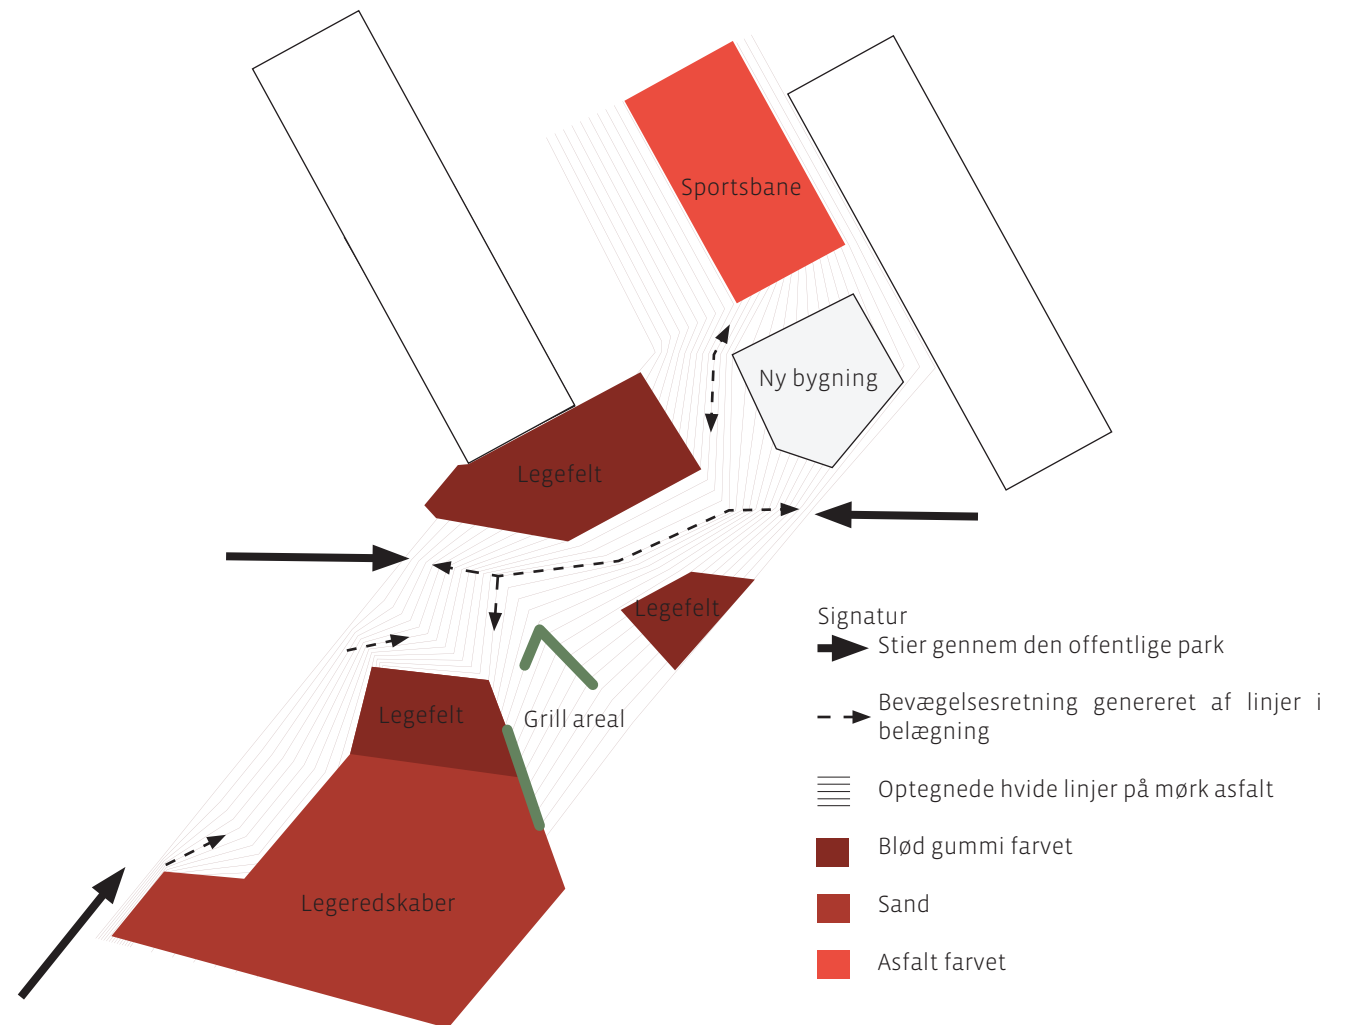 Sportsbane
Ny bygning
Legefelt
Legefelt
Legefelt
Grill areal
Legeredskaber
Signatur
Stier gennem den offentlige park
Bevægelsesretning genereret af linjer i
belægning
Optegnede hvide linjer på mørk asfalt
Blød gummi farvet
Sand
Asfalt farvet